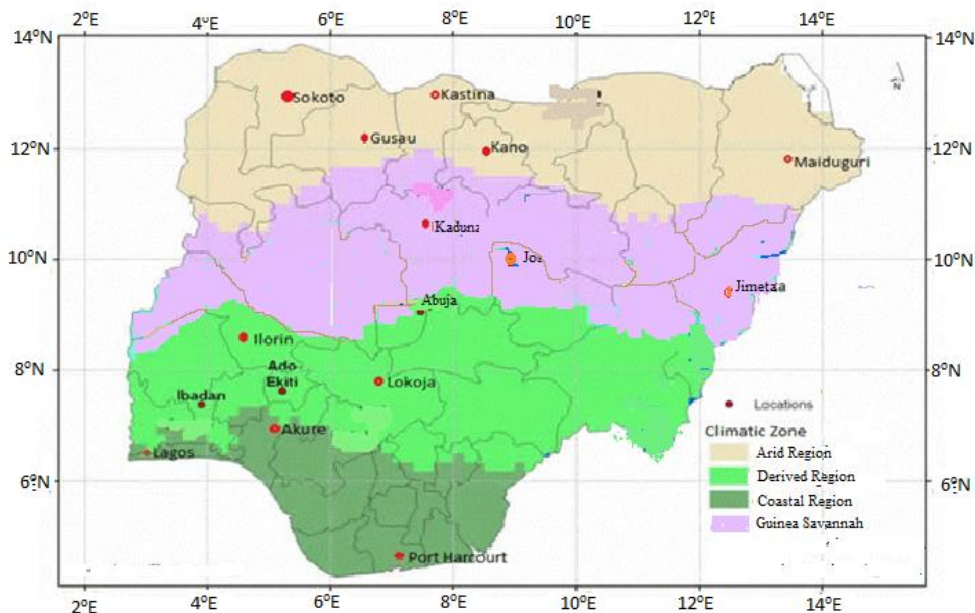 2°E 4°E 6°E 8°E 10°E 12°E 14°E
14°N 14°N
Sokoto
Kastina
Gusau
Kano
12°N 12°N
Maiduguri
N
Kaduna
10°N Jos 10°N
Jimeta
Abuja
Ilorin
8°N Ado Ekiti Lokoja 8°N
Ibadan
Locations
Akure
Climatic Zone
Lagos
Arid Region
6°N Derived Region 6°N
Coastal Region
Guinea Savannah
Port Harcourt
2°E 4°E 6°E 8°E 10°E 12°E 14°E